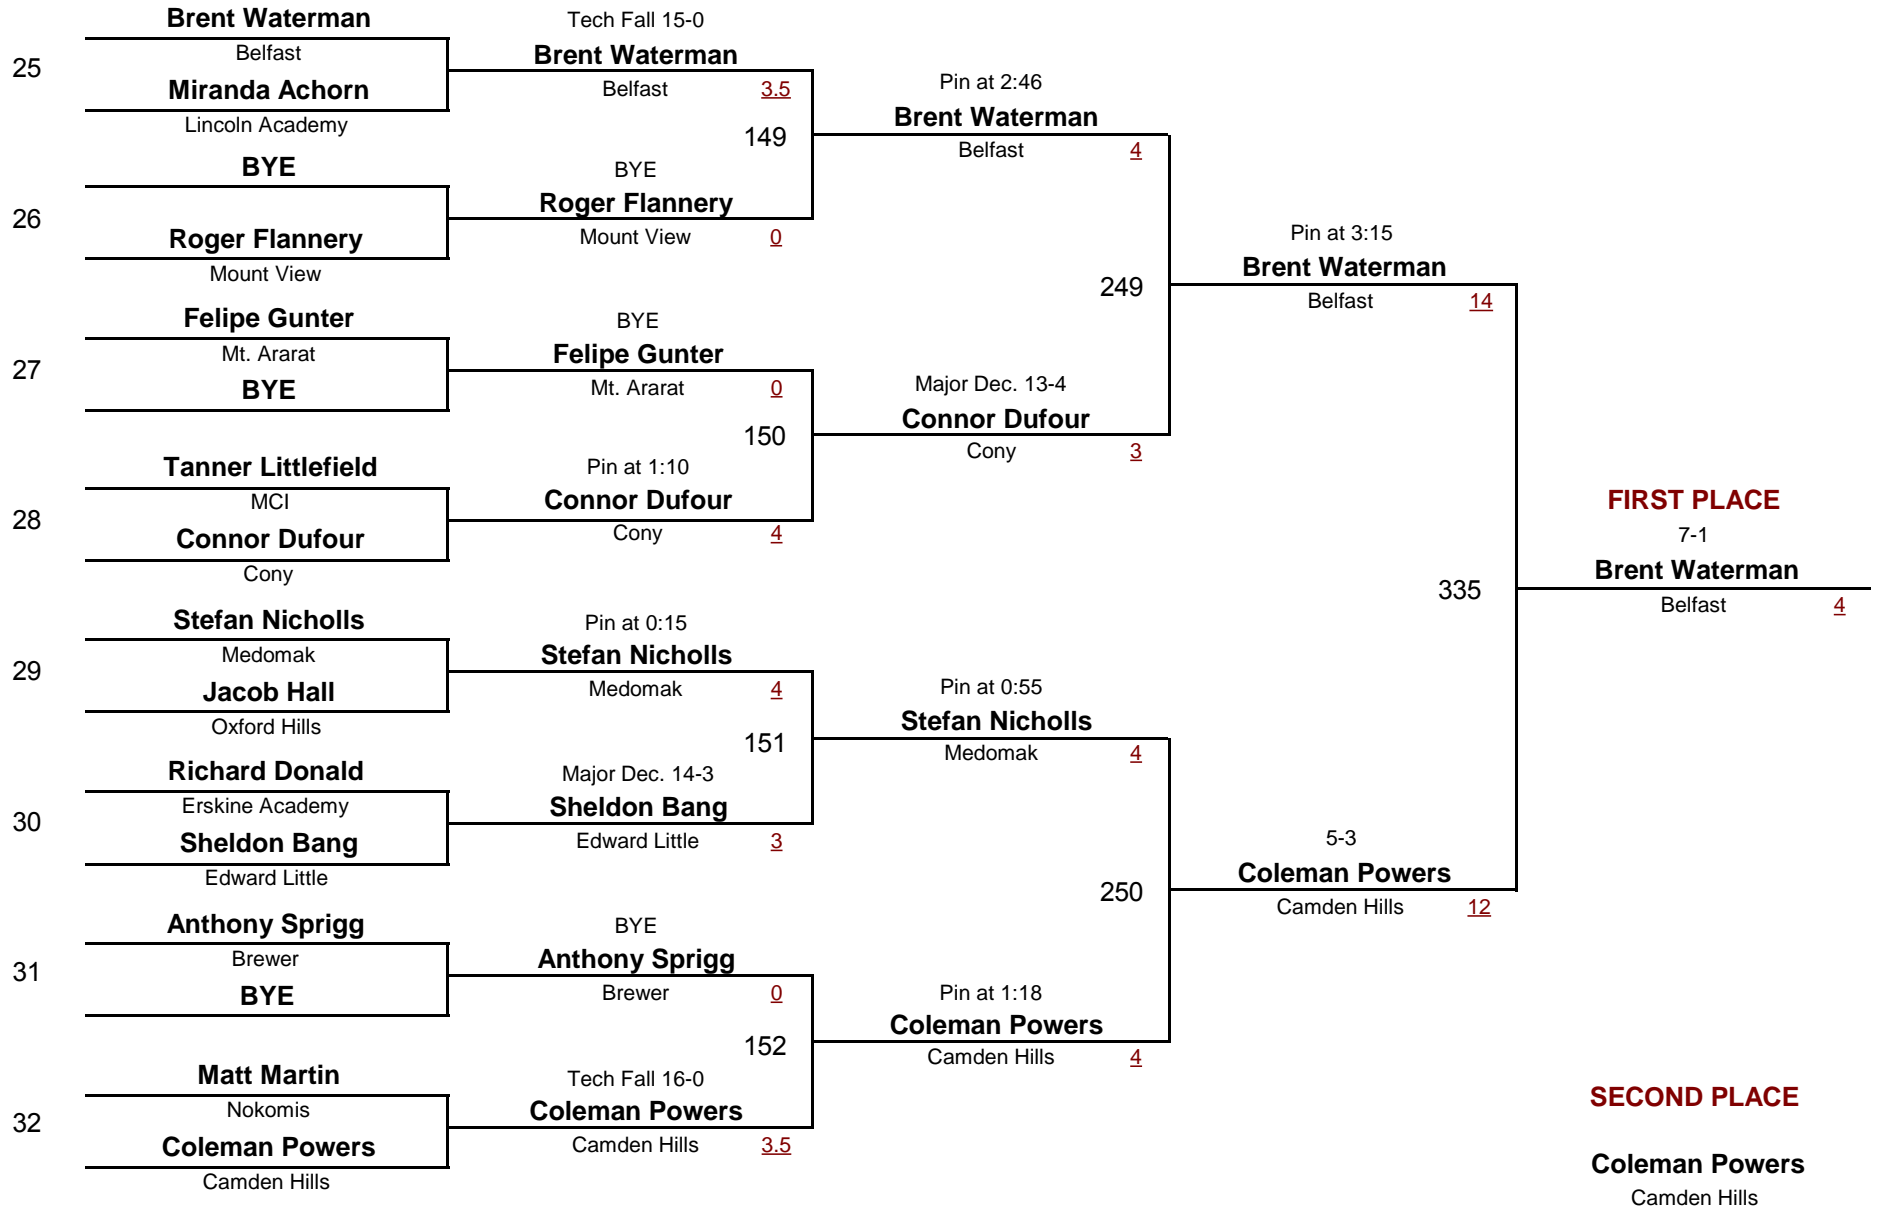 Brent Waterman
Belfast
25
Miranda Achorn
Lincoln Academy
BYE
26
Roger Flannery
Mount View
Felipe Gunter
Mt. Ararat
27
BYE
Tanner Littlefield
MCI
28
Connor Dufour
Cony
Stefan Nicholls
Medomak
29
Jacob Hall
Oxford Hills
Richard Donald
Erskine Academy
30
Sheldon Bang
Edward Little
Anthony Sprigg
Brewer
31
BYE
Matt Martin
Nokomis
32
Coleman Powers
Camden Hills
Tech Fall 15-0
Brent Waterman
Belfast 3.5
149
BYE
Roger Flannery
Mount View 0
BYE
Felipe Gunter
Mt. Ararat 0
150
Pin at 1:10
Connor Dufour
Cony 4
Pin at 0:15
Stefan Nicholls
Medomak 4
151
Major Dec. 14-3
Sheldon Bang
Edward Little 3
BYE
Anthony Sprigg
Brewer 0
152
Tech Fall 16-0
Coleman Powers
Camden Hills 3.5
Pin at 2:46
Brent Waterman
Belfast 4
249
Major Dec. 13-4
Connor Dufour
Cony 3
Pin at 0:55
Stefan Nicholls
Medomak 4
250
Pin at 1:18
Coleman Powers
Camden Hills 4
Pin at 3:15
Brent Waterman
Belfast 14
335
5-3
Coleman Powers
Camden Hills 12
FIRST PLACE
7-1
Brent Waterman
Belfast 4
SECOND PLACE
Coleman Powers
Camden Hills